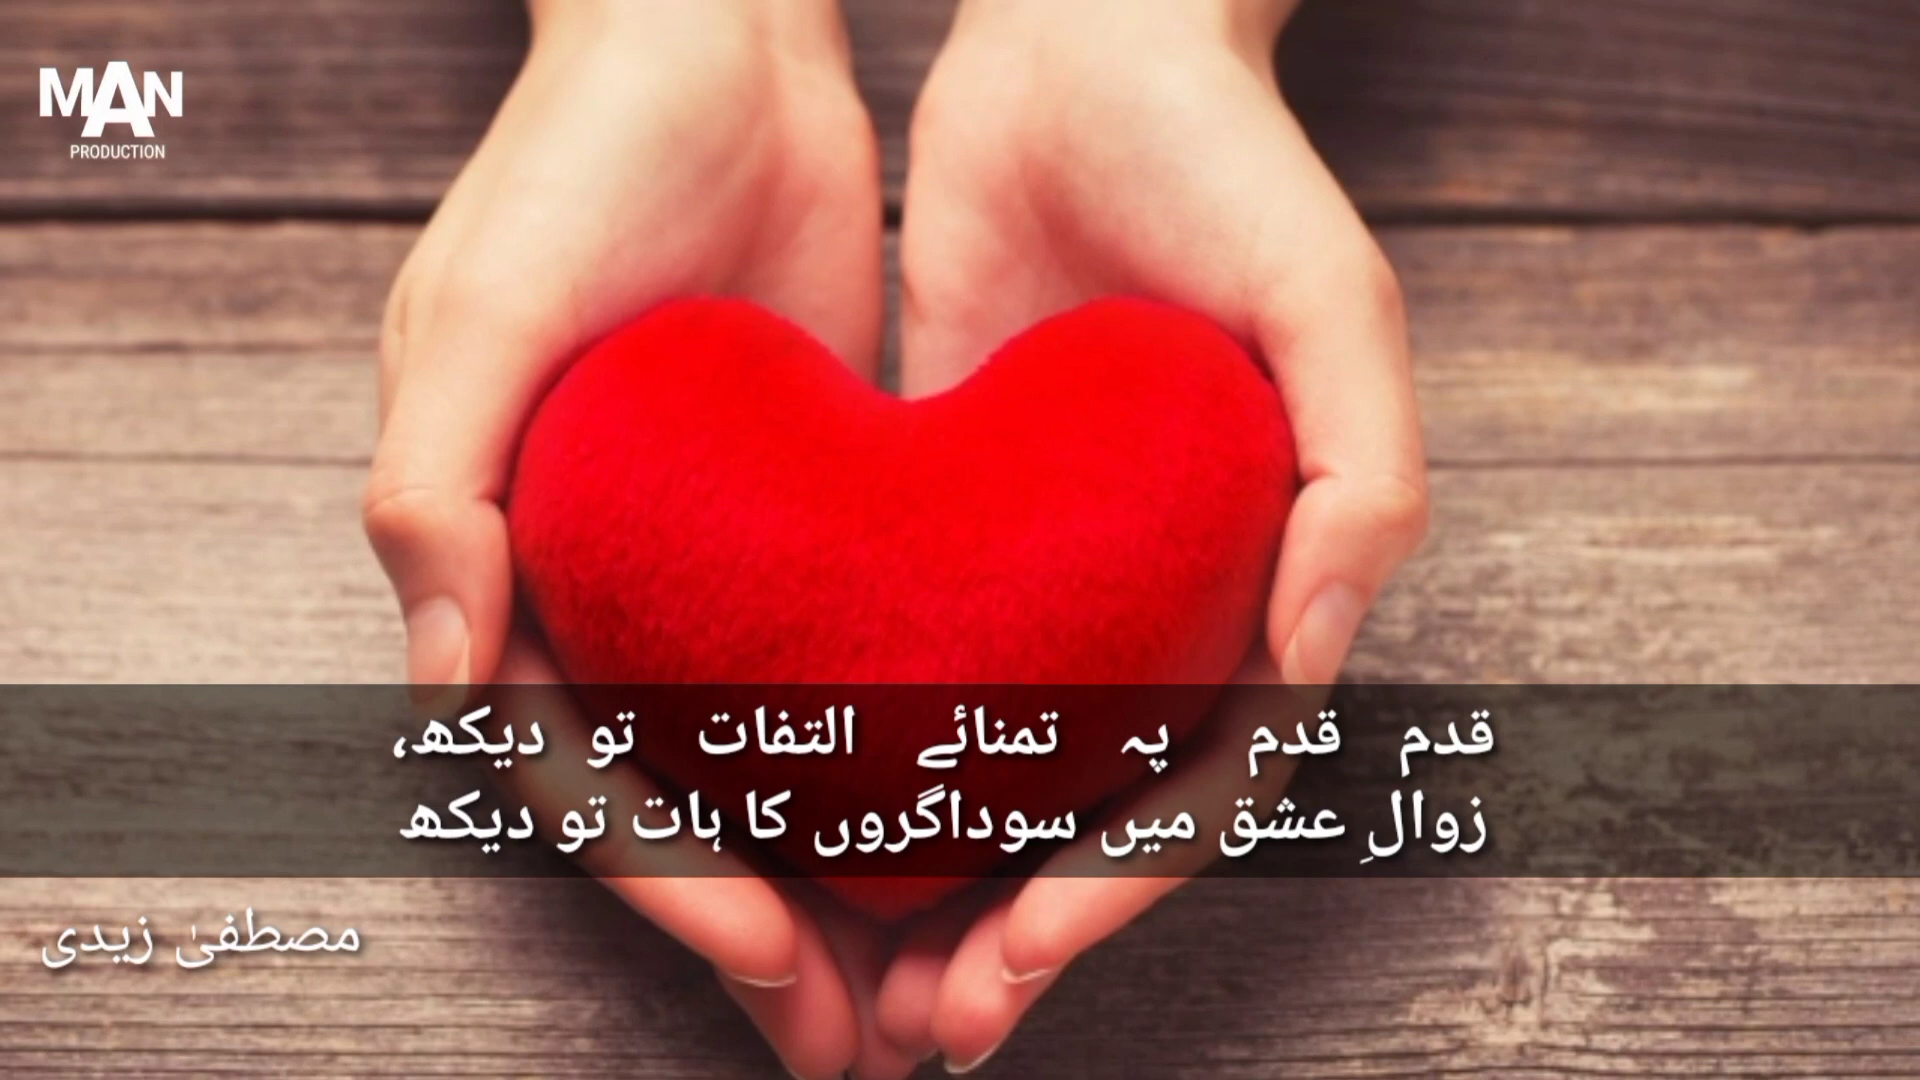 MAN
PRODUCTION
قدم قدم پہ تمنائے التفات تو دیکھ،
زوالِ عشق میں سوداگروں کا ہات تو دیکھ
مصطفیٰ زیدی